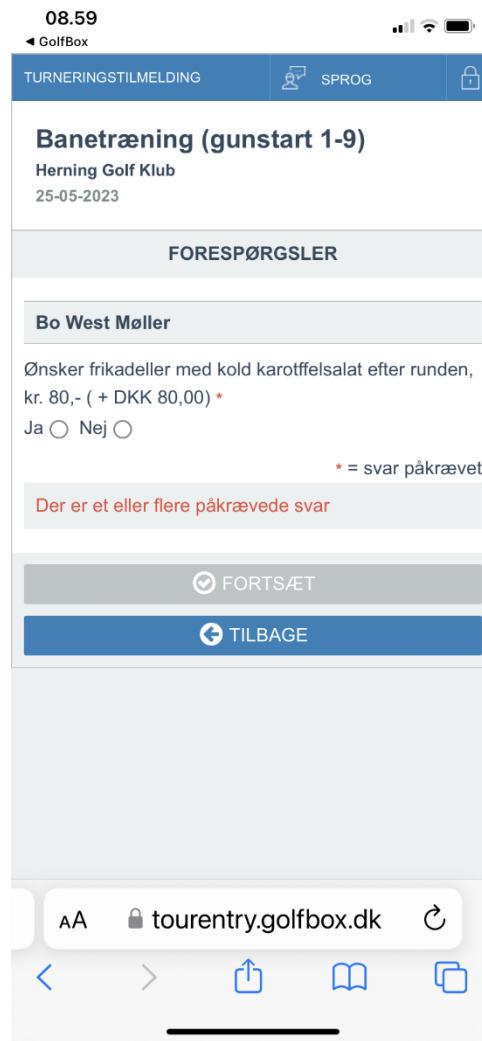 08.59
◄ GolfBox
TURNERINGSTILMELDING SPROG
Banetræning (gunstart 1-9)
Herning Golf Klub
25-05-2023
FORESPØRGSLER
Bo West Møller
Ønsker frikadeller med kold karotffelsalat efter runden,
kr. 80,- ( + DKK 80,00) *
Ja Nej
* = svar påkrævet
Der er et eller flere påkrævede svar
FORTSÆT
TILBAGE
AA tourentry.golfbox.dk